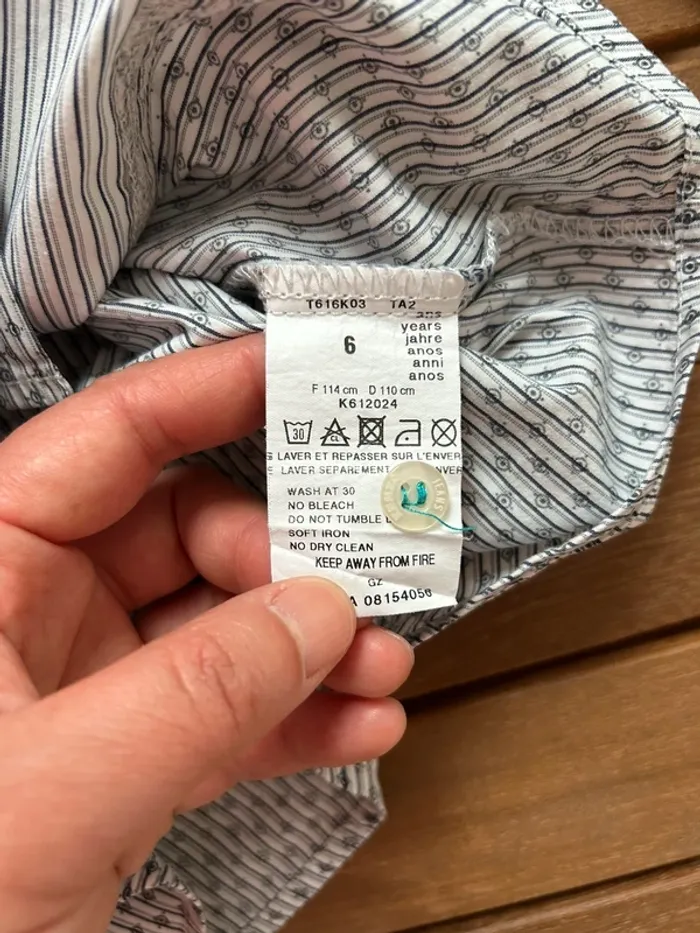 T616K03 TA2
ans
years
6 jahre
anos
anni
anos
F 114 cm D 110 cm
K612024
30 CL
LAVER ET REPASSER SUR L'ENVER
LAVER SEPAREMENT
WASH AT 30
NO BLEACH
DO NOT TUMBLE
SOFT IRON
NO DRY CLEAN
KEEP AWAY FROM FIRE
GZ
A 08154056
JEANS